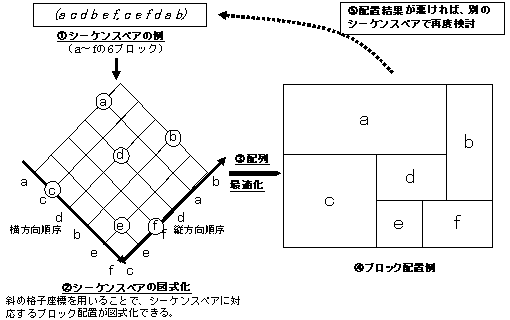 (a c d b e f, c e f d a b)
①シーケンスペアの例
(a～fの6ブロック)
⑤配置結果が悪ければ、別の
シーケンスペアで再度検討
a
b
d
c
e
f
a
c
d
b
e
f
c
e
f
d
a
b
横方向順序
縦方向順序
②シーケンスペアの図式化
斜め格子座標を用いることで、シーケンスペアに対
応するブロック配置が図式化できる。
③配列
最適化
a
b
c
d
e
f
④ブロック配置例